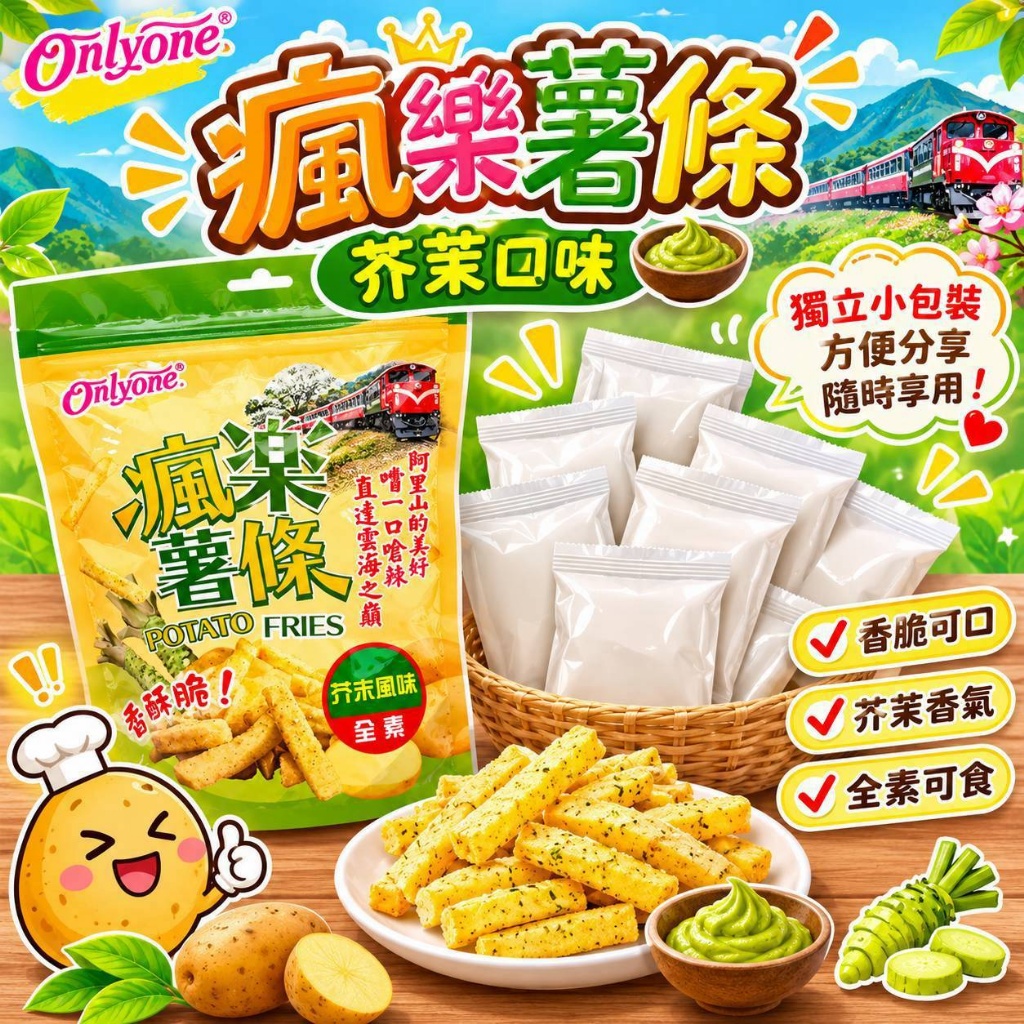 Onlyone®
瘋樂薯條
芥茉口味
獨立小包裝
方便分享
隨時享用！
Onlyone®
瘋楽
薯條
POTATO FRIES
阿里山的美好
嚐一口嗆辣
直達雲海之巔
香酥脆！
芥末風味
全素
香脆可口
芥茉香氣
全素可食